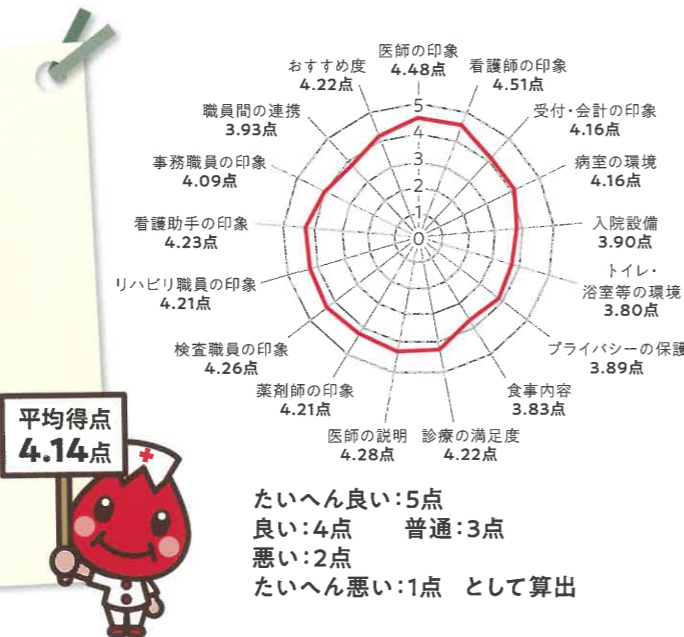 医師の印象
4.48点
看護師の印象
4.51点
受付・会計の印象
4.16点
病室の環境
4.16点
入院設備
3.90点
トイレ・
浴室等の環境
3.80点
プライバシーの保護
3.89点
食事内容
3.83点
診療の満足度
4.22点
医師の説明
4.28点
薬剤師の印象
4.21点
検査職員の印象
4.26点
リハビリ職員の印象
4.21点
看護助手の印象
4.23点
事務職員の印象
4.09点
職員間の連携
3.93点
おすすめ度
4.22点
5
4
3
2
1
0
平均得点
4.14点
たいへん良い：5点
良い：4点　普通：3点
悪い：2点
たいへん悪い：1点　として算出